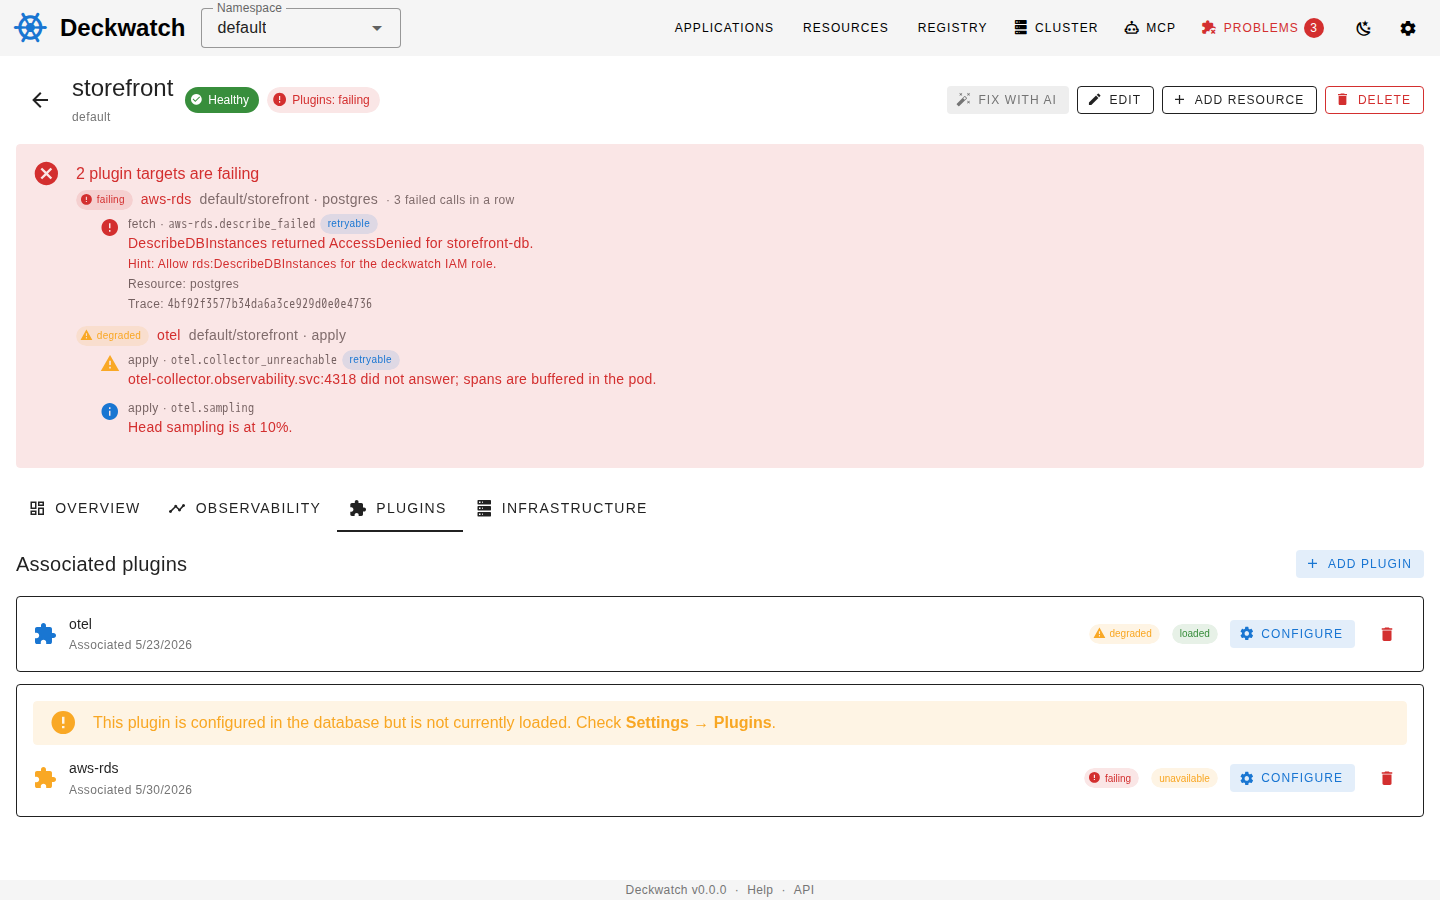 Deckwatch
Namespace
default
APPLICATIONS
RESOURCES
REGISTRY
CLUSTER
MCP
PROBLEMS 3
storefront
default
Healthy
Plugins: failing
FIX WITH AI
EDIT
ADD RESOURCE
DELETE
2 plugin targets are failing
failing aws-rds default/storefront · postgres · 3 failed calls in a row
fetch · aws-rds.describe_failed retryable
DescribeDBInstances returned AccessDenied for storefront-db.
Hint: Allow rds:DescribeDBInstances for the deckwatch IAM role.
Resource: postgres
Trace: 4bf92f3577b34da6a3ce929d0e0e4736
degraded otel default/storefront · apply
apply · otel.collector_unreachable retryable
otel-collector.observability.svc:4318 did not answer; spans are buffered in the pod.
apply · otel.sampling
Head sampling is at 10%.
OVERVIEW
OBSERVABILITY
PLUGINS
INFRASTRUCTURE
Associated plugins
ADD PLUGIN
otel
Associated 5/23/2026
degraded
loaded
CONFIGURE
This plugin is configured in the database but is not currently loaded. Check Settings → Plugins.
aws-rds
Associated 5/30/2026
failing
unavailable
CONFIGURE
Deckwatch v0.0.0 · Help · API